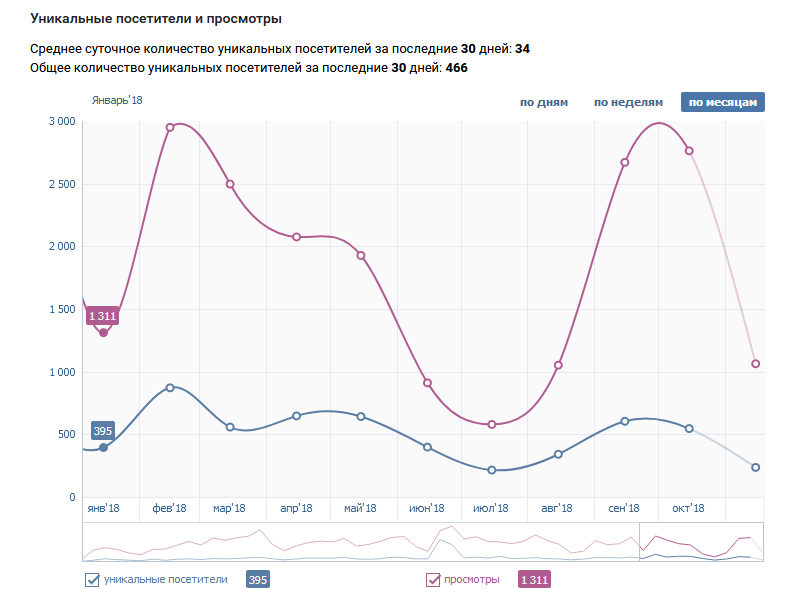 Уникальные посетители и просмотры
Среднее суточное количество уникальных посетителей за последние 30 дней: 34
Общее количество уникальных посетителей за последние 30 дней: 466
Январь'18
по дням по неделям по месяцам
3 000
2 500
2 000
1 500
1 311
1 000
500
395
0
янв'18 фев'18 мар'18 апр'18 май'18 июн'18 июл'18 авг'18 сен'18 окт'18
уникальные посетители 395 просмотры 1 311